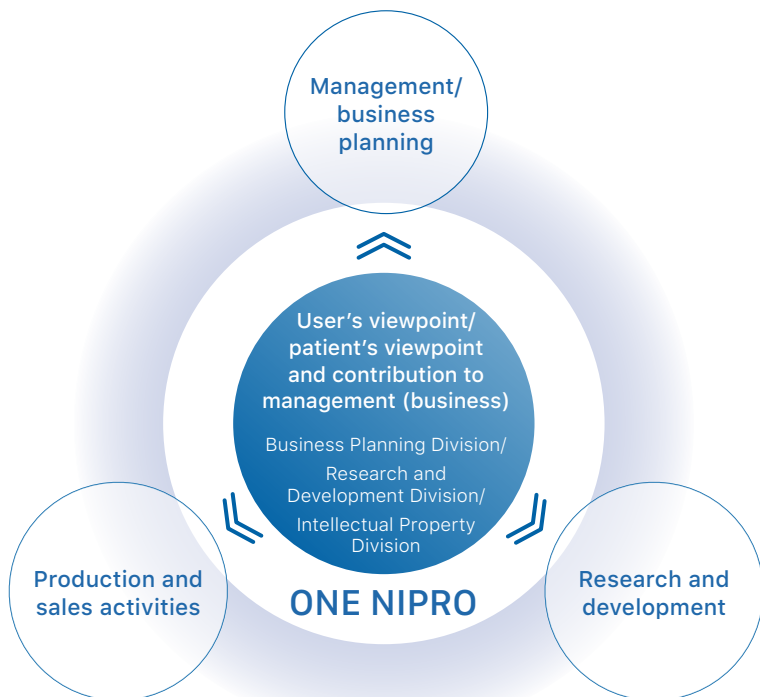 Management/
business
planning
User's viewpoint/
patient's viewpoint
and contribution to
management (business)
Business Planning Division/
Research and
Development Division/
Intellectual Property
Division
Production and
sales activities
ONE NIPRO
Research and
development